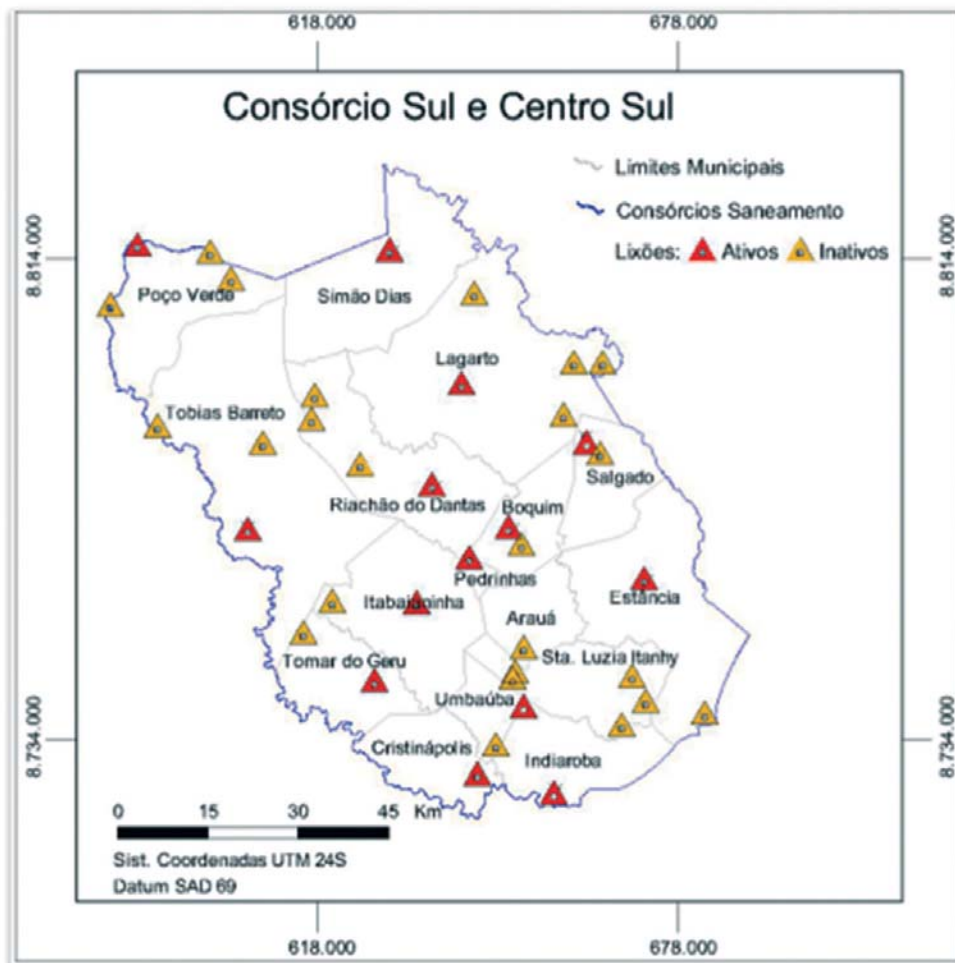 618.000
678.000
Consórcio Sul e Centro Sul
Limites Municipais
Consórcios Saneamento
Lixões: Ativos Inativos
8.814.000
8.814.000
Poço Verde
Simão Dias
Lagarto
Tobias Barreto
Salgado
Riachão do Dantas
Boquim
Pedrinhas
Itabaianinha
Estância
Arauá
Tomar do Geru
Sta. Luzia Itanhy
Umbaúba
8.734.000
8.734.000
Cristinápolis
Indiaroba
0 15 30 45 Km
Sist. Coordenadas UTM 24S
Datum SAD 69
618.000
678.000